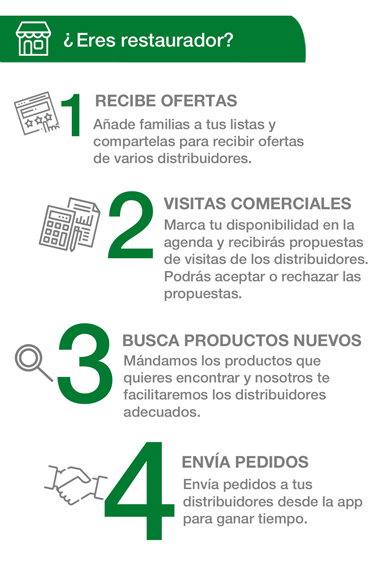 ¿Eres restaurador?
1 RECIBE OFERTAS
Añade familias a tus listas y
compartelas para recibir ofertas
de varios distribuidores.
2 VISITAS COMERCIALES
Marca tu disponibilidad en la
agenda y recibirás propuestas
de visitas de los distribuidores.
Podrás aceptar o rechazar las
propuestas.
3 BUSCA PRODUCTOS NUEVOS
Mándamos los productos que
quieres encontrar y nosotros te
facilitaremos los distribuidores
adecuados.
4 ENVÍA PEDIDOS
Envía pedidos a tus
distribuidores desde la app
para ganar tiempo.